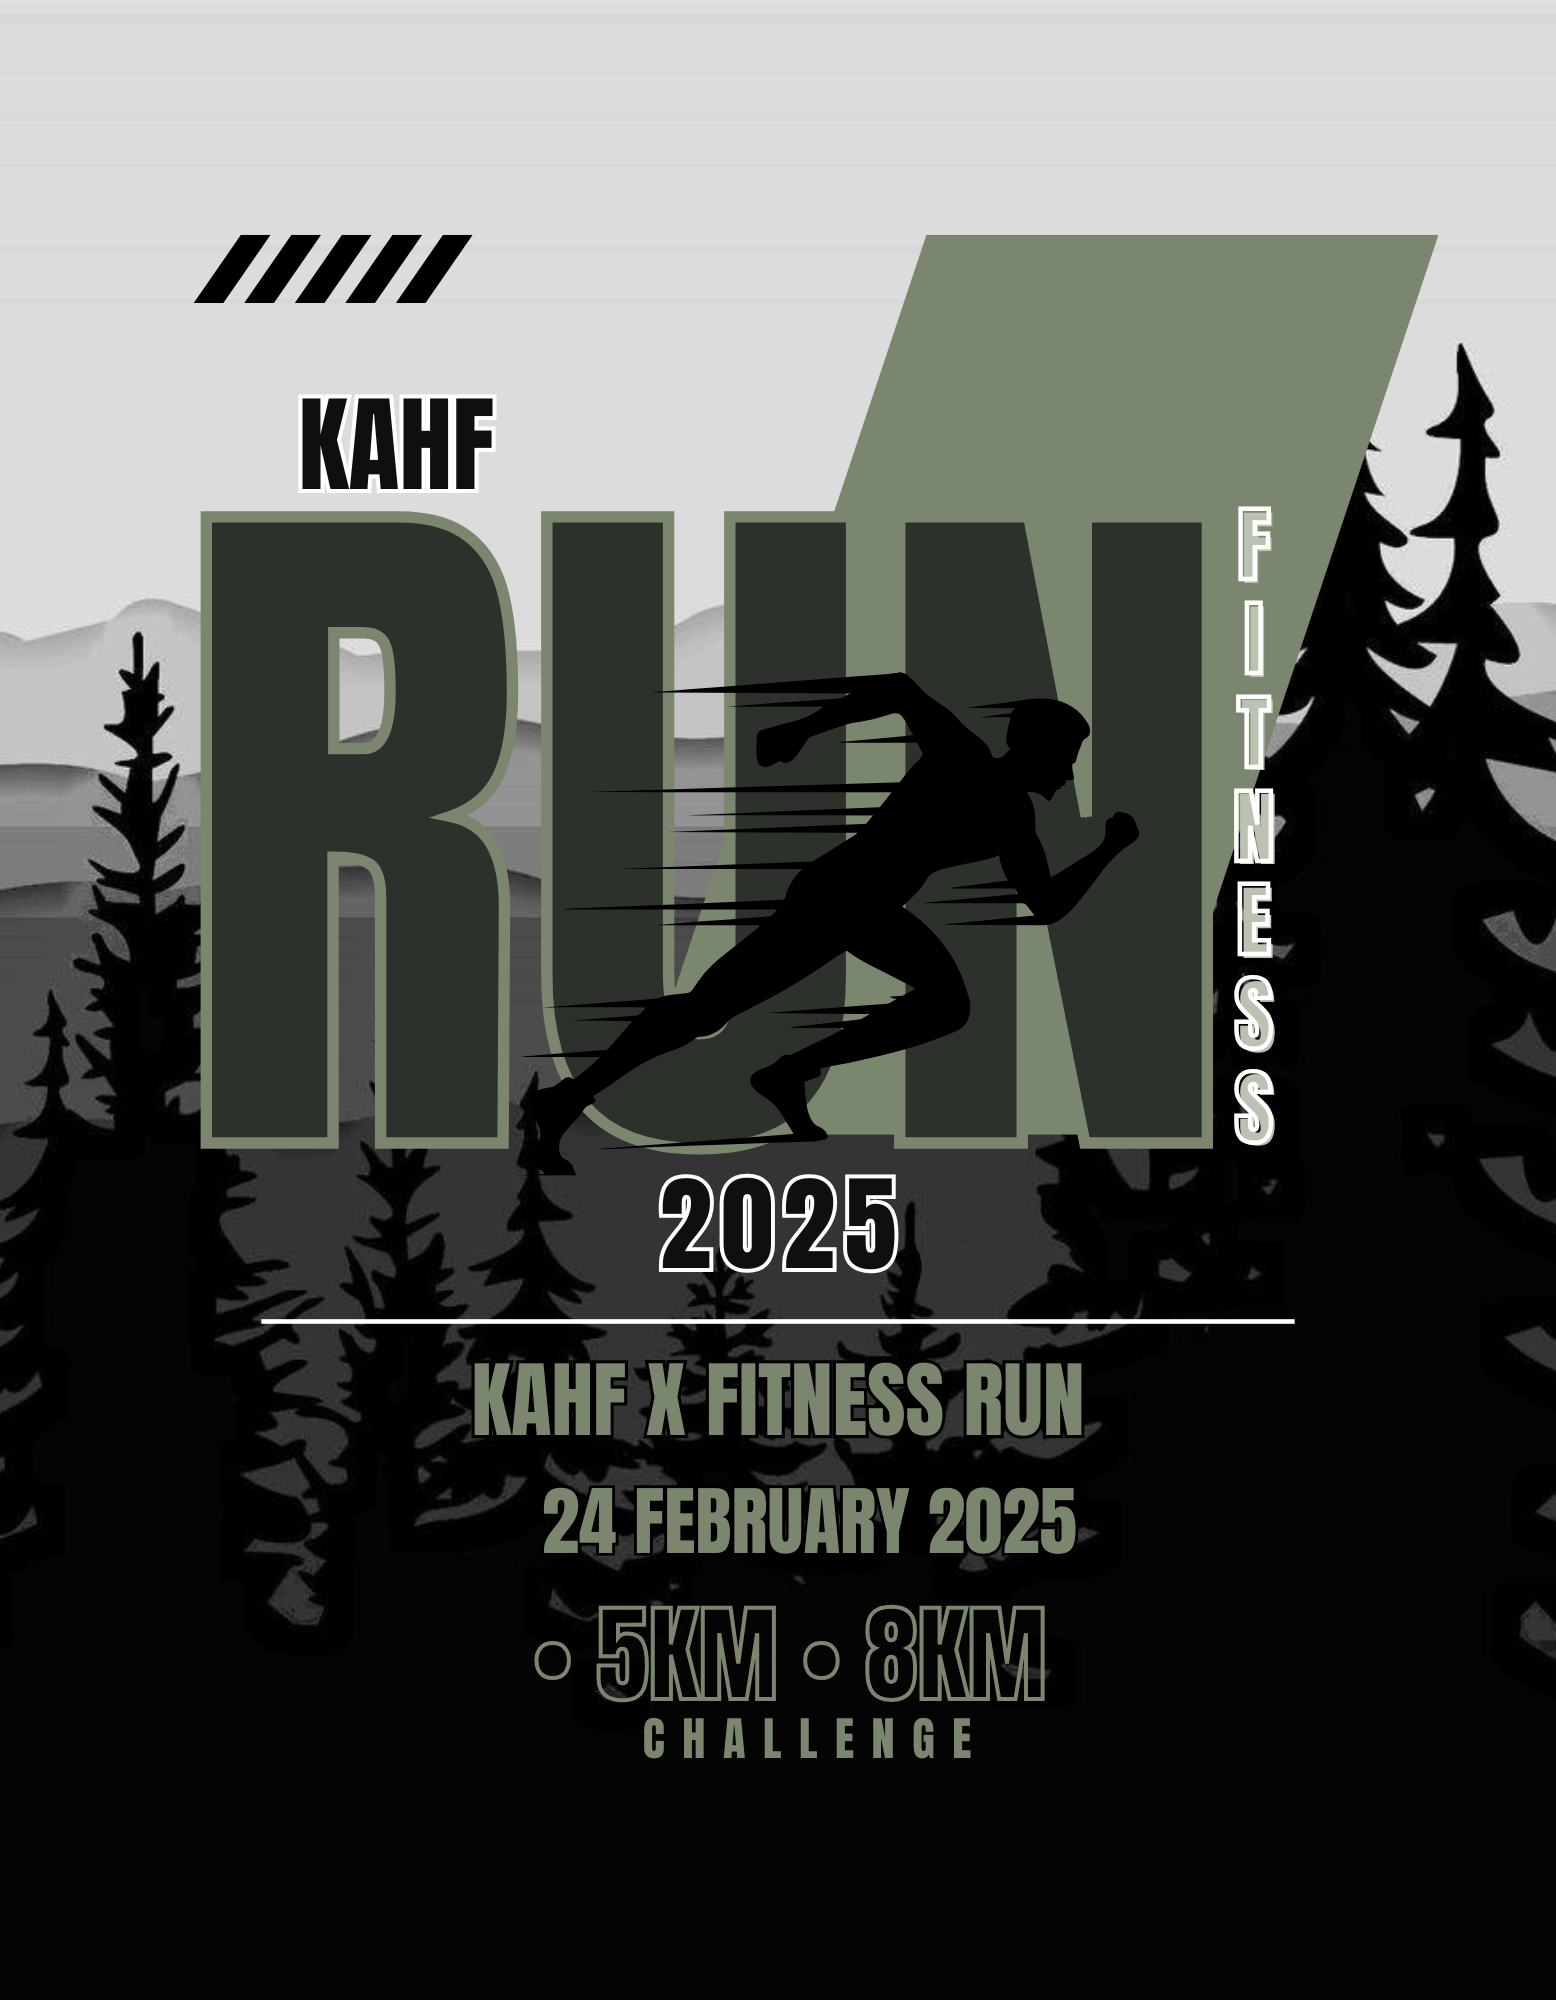 KAHF
RUN
FITNESS
2025
KAHF X FITNESS RUN
24 FEBRUARY 2025
• 5KM • 8KM
CHALLENGE